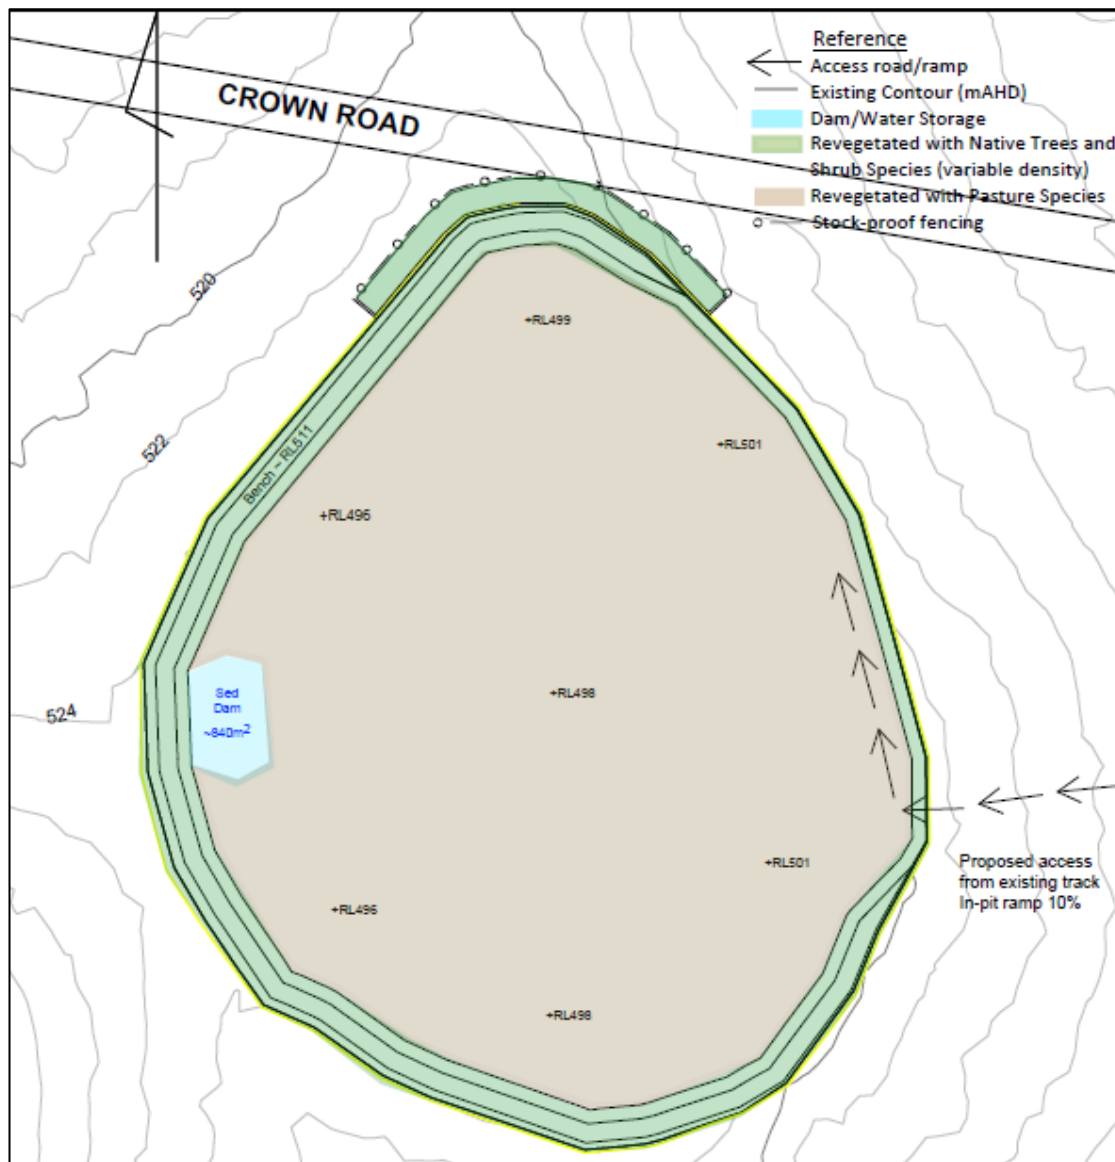 Reference
Access road/ramp
Existing Contour (mAHD)
Dam/Water Storage
Revegetated with Native Trees and
Shrub Species (variable density)
Revegetated with Pasture Species
Stock-proof fencing
CROWN ROAD
520
+RL499
522
Bench ~ RL511
+RL501
+RL496
Sed
Dam
~840m²
+RL498
524
+RL501
Proposed access
from existing track
In-pit ramp 10%
+RL496
+RL498